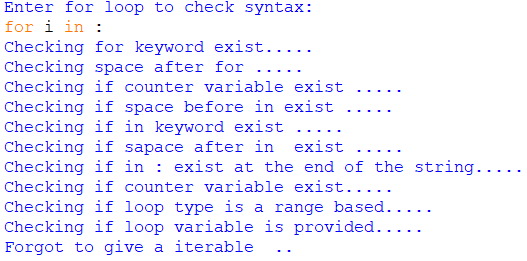 Enter for loop to check syntax:
for i in :
Checking for keyword exist.....
Checking space after for .....
Checking if counter variable exist .....
Checking if space before in exist .....
Checking if in keyword exist .....
Checking if sapace after in  exist .....
Checking if in : exist at the end of the string.....
Checking if counter variable exist.....
Checking if loop type is a range based.....
Checking if loop variable is provided.....
Forgot to give a iterable  ..